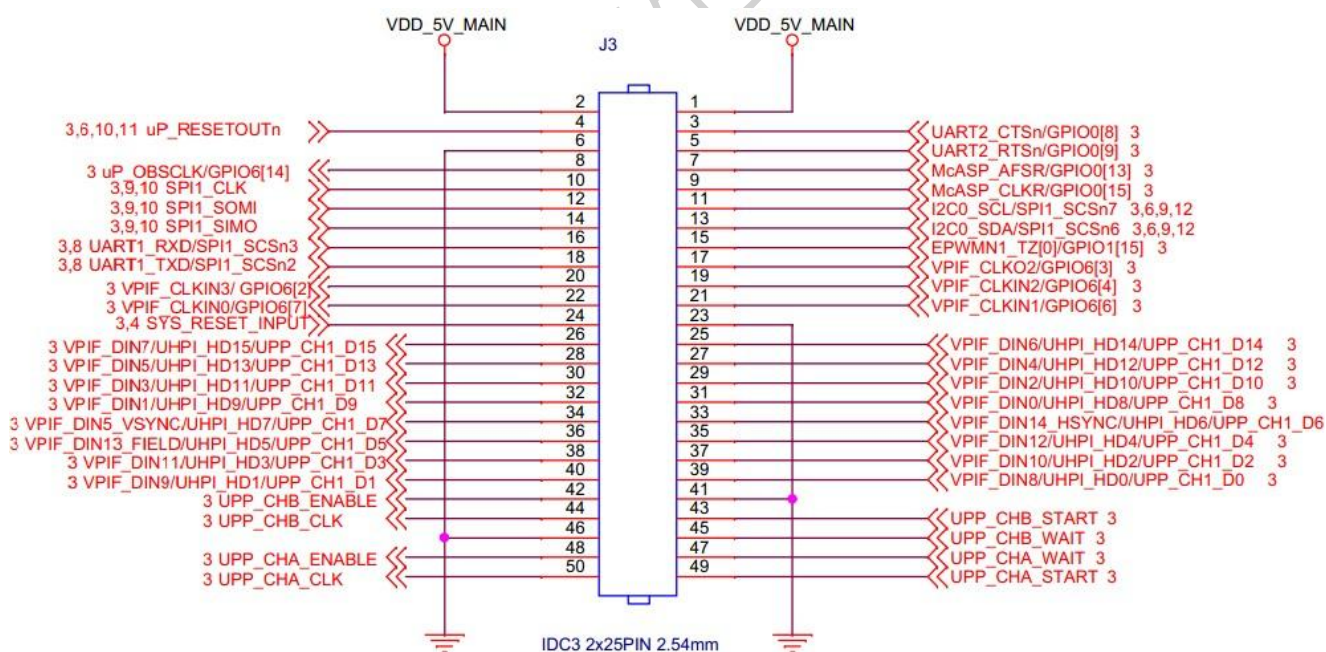 VDD_5V_MAIN
VDD_5V_MAIN
J3
2
1
3,6,10,11 uP_RESETOUTn
4
3
UART2_CTSn/GPIO0[8] 3
6
5
UART2_RTSn/GPIO0[9] 3
3 uP_OBSCLK/GPIO6[14]
8
7
McASP_AFSR/GPIO0[13] 3
3,9,10 SPI1_CLK
10
9
McASP_CLKR/GPIO0[15] 3
3,9,10 SPI1_SOMI
12
11
I2C0_SCL/SPI1_SCSn7 3,6,9,12
3,9,10 SPI1_SIMO
14
13
I2C0_SDA/SPI1_SCSn6 3,6,9,12
3,8 UART1_RXD/SPI1_SCSn3
16
15
EPWMN1_TZ[0]/GPIO1[15] 3
3,8 UART1_TXD/SPI1_SCSn2
18
17
VPIF_CLKO2/GPIO6[3] 3
3 VPIF_CLKIN3/ GPIO6[2]
20
19
VPIF_CLKIN2/GPIO6[4] 3
3 VPIF_CLKIN0/GPIO6[7]
22
21
VPIF_CLKIN1/GPIO6[6] 3
3,4 SYS_RESET_INPUT
24
23
3 VPIF_DIN7/UHPI_HD15/UPP_CH1_D15
26
25
VPIF_DIN6/UHPI_HD14/UPP_CH1_D14 3
3 VPIF_DIN5/UHPI_HD13/UPP_CH1_D13
28
27
VPIF_DIN4/UHPI_HD12/UPP_CH1_D12 3
3 VPIF_DIN3/UHPI_HD11/UPP_CH1_D11
30
29
VPIF_DIN2/UHPI_HD10/UPP_CH1_D10 3
3 VPIF_DIN1/UHPI_HD9/UPP_CH1_D9
32
31
VPIF_DIN0/UHPI_HD8/UPP_CH1_D8 3
3 VPIF_DIN5_VSYNC/UHPI_HD7/UPP_CH1_D7
34
33
VPIF_DIN14_HSYNC/UHPI_HD6/UPP_CH1_D6
3 VPIF_DIN13_FIELD/UHPI_HD5/UPP_CH1_D5
36
35
VPIF_DIN12/UHPI_HD4/UPP_CH1_D4 3
3 VPIF_DIN11/UHPI_HD3/UPP_CH1_D3
38
37
VPIF_DIN10/UHPI_HD2/UPP_CH1_D2 3
3 VPIF_DIN9/UHPI_HD1/UPP_CH1_D1
40
39
VPIF_DIN8/UHPI_HD0/UPP_CH1_D0 3
3 UPP_CHB_ENABLE
42
41
3 UPP_CHB_CLK
44
43
UPP_CHB_START 3
46
45
UPP_CHB_WAIT 3
3 UPP_CHA_ENABLE
48
47
UPP_CHA_WAIT 3
3 UPP_CHA_CLK
50
49
UPP_CHA_START 3
IDC3 2x25PIN 2.54mm